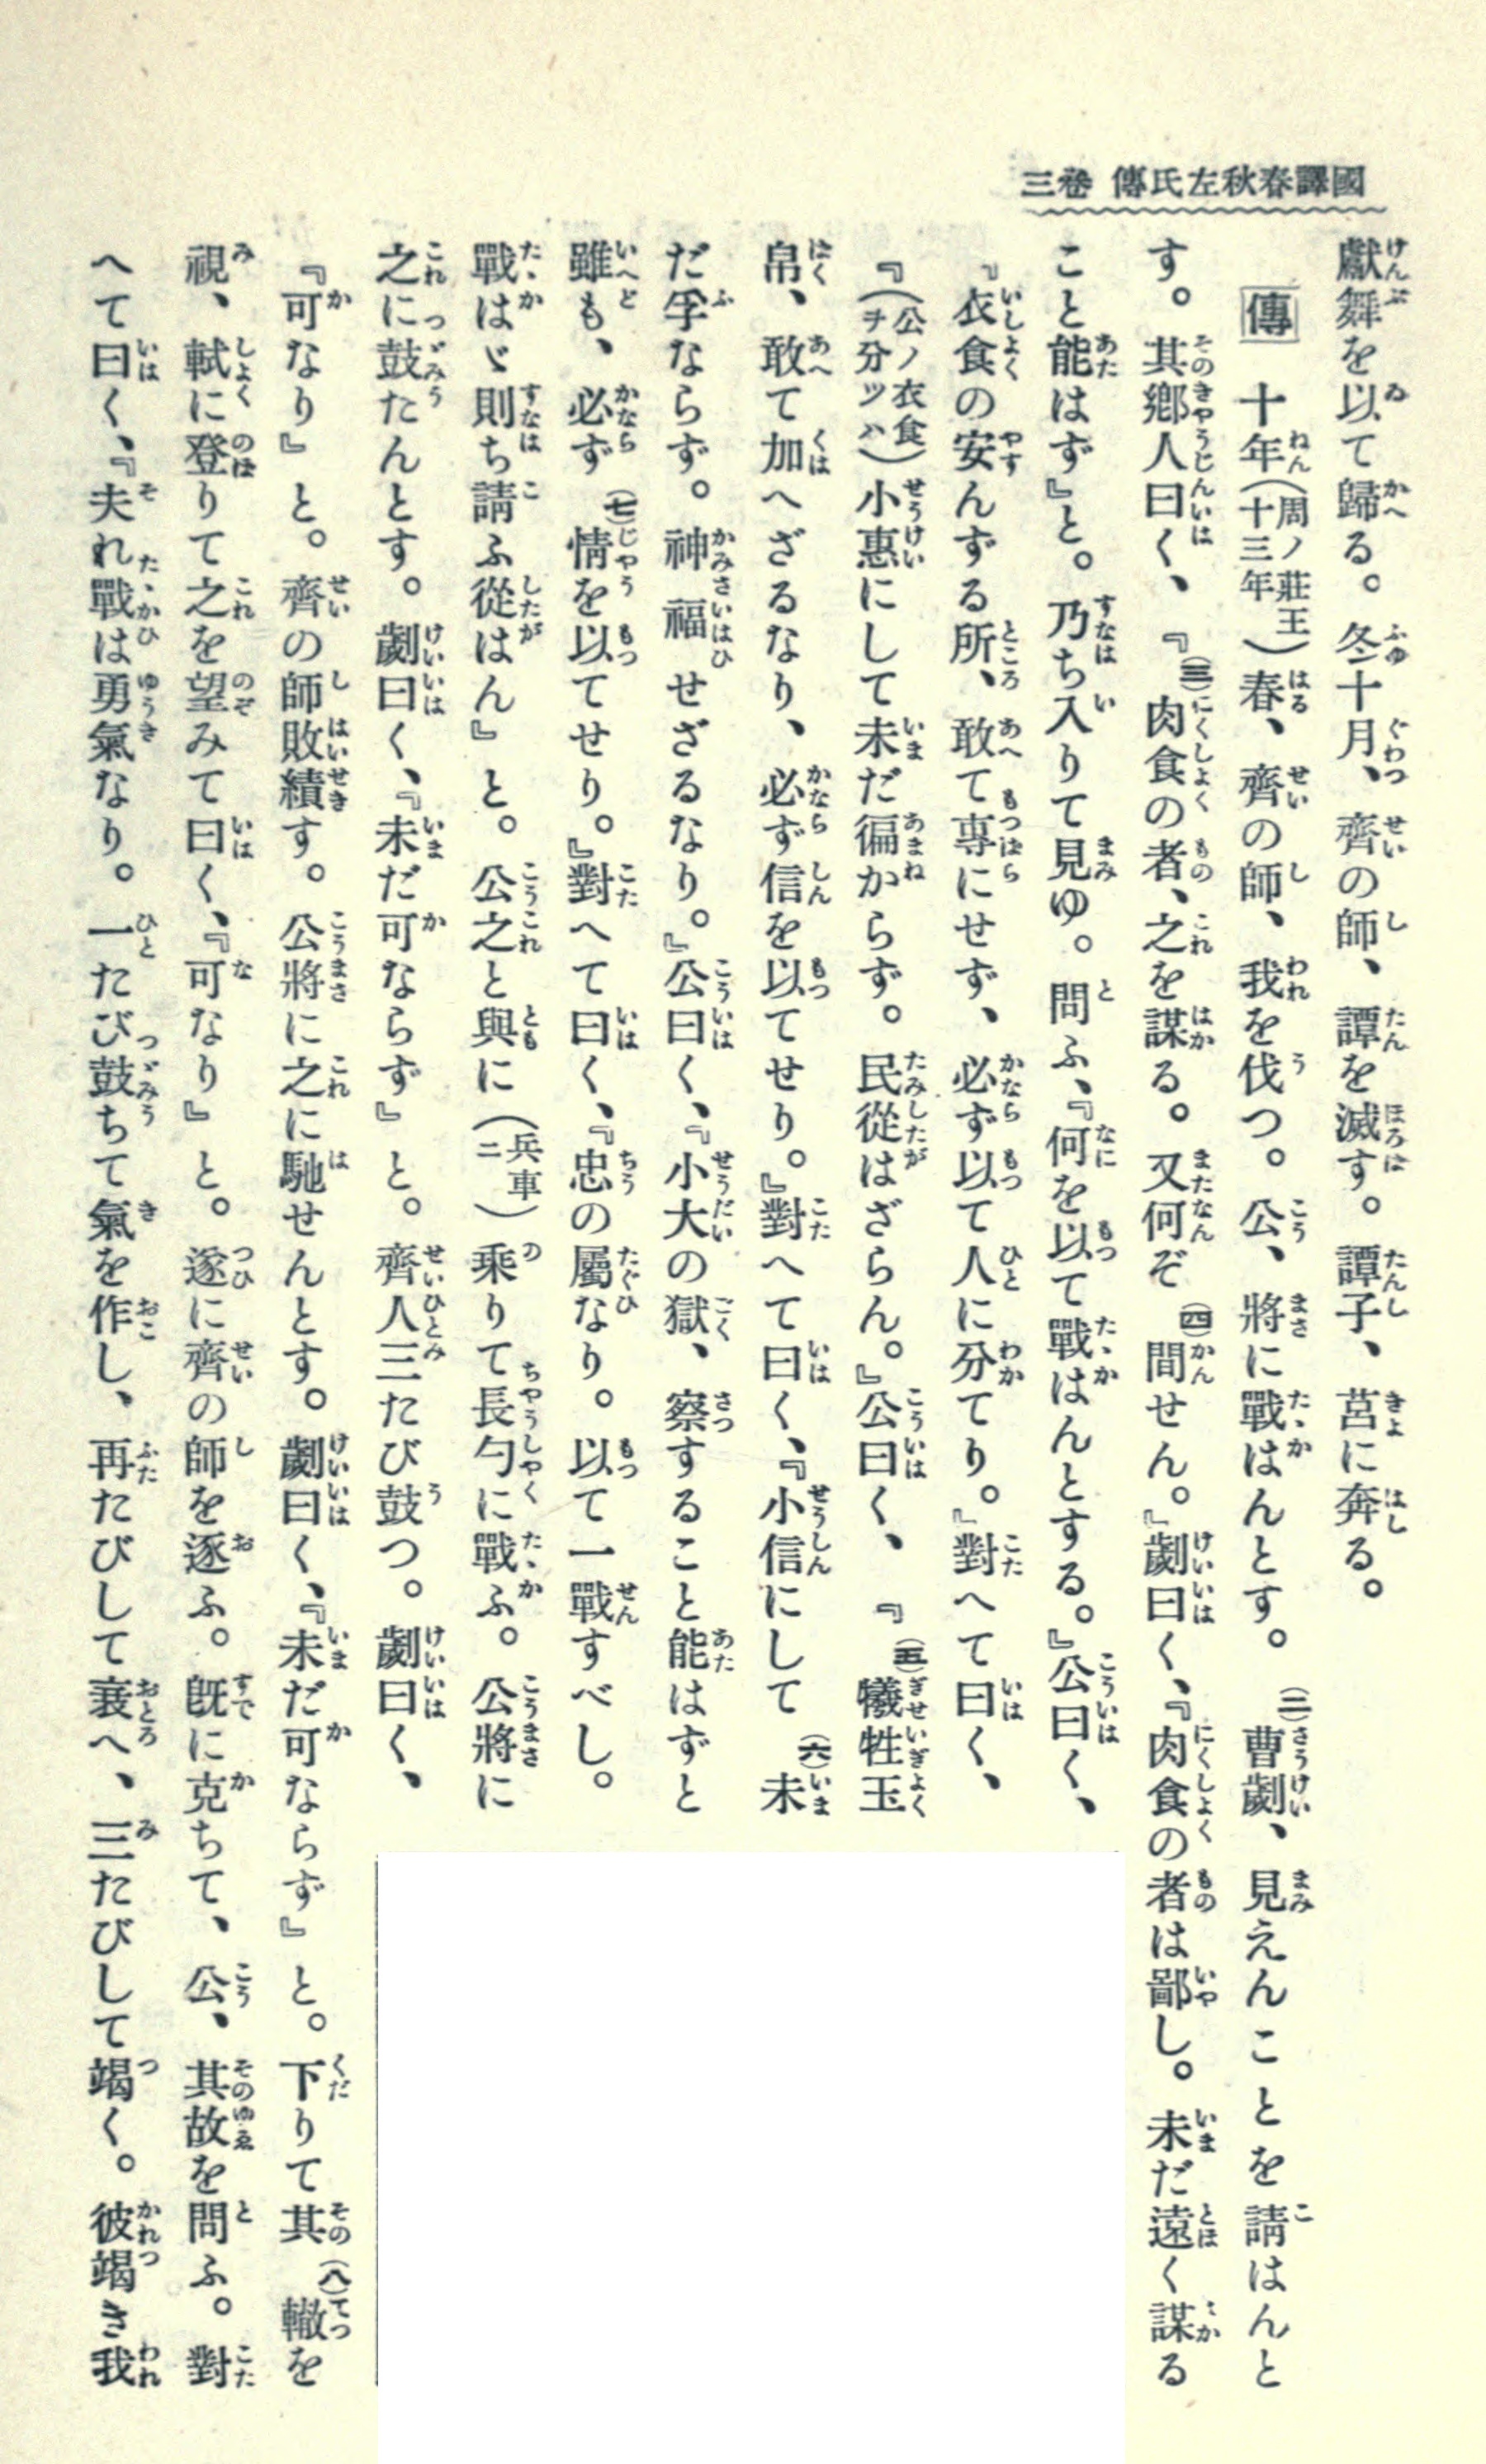 國譯春秋左氏傳 卷三
獻舞を以て歸へる。冬十月、齊の師、譚を滅す。譚子、莒に奔る。
傳 十年(周ノ莊王十三年)春、齊の師、我を伐つ。公、將に戰はんとす。(二)曹劌、見えんことを請はんと
す。其鄕人曰く、『(三)肉食の者、之を謀る。又何ぞ(四)間せん。』劌曰く、『肉食の者は鄙し。未だ遠く謀る
こと能はず』と。乃ち入りて見ゆ。問ふ、『何を以て戰はんとする。』公曰く、
『衣食の安んずる所、敢て專にせず、必ず以て人に分てり。』對へて曰く、
『(公ノ衣食チ分ツハ)小惠にして未だ徧からず。民從はざらん。』公曰く、『(五)犧牲玉
帛、敢て加へざるなり、必ず信を以てせり。』對へて曰く、『小信にして(六)未
だ孚ならず。神福せざるなり。』公曰く、『小大の獄、察すること能はずと
雖も、必ず(七)情を以てせり。』對へて曰く、『忠の屬なり。以て一戰すべし。
戰はゞ則ち請ふ從はん』と。公之と與に(兵車ニ)乘りて長勺に戰ふ。公將に
之に鼓たんとす。劌曰く、『未だ可ならず』と。齊人三たび鼓つ。劌曰く、
『可なり』と。齊の師敗績す。公將に之に馳せんとす。劌曰く、『未だ可ならず』と。下りて其(八)轍を
視、軾に登りて之を望みて曰く、『可なり』と。遂に齊の師を逐ふ。旣に克ちて、公、其故を問ふ。對
へて曰く、『夫れ戰は勇氣なり。一たび鼓ちて氣を作し、再たびして衰へ、三たびして竭く。彼竭き我